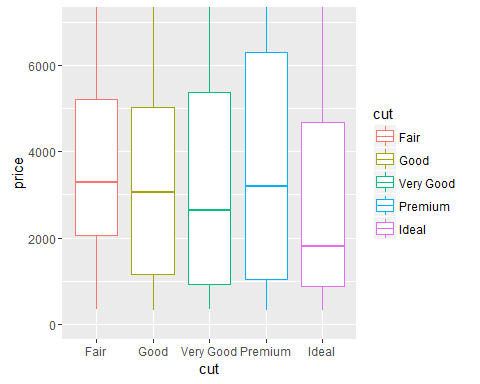 price
6000
4000
2000
0
Fair
Good
Very Good
Premium
Ideal
cut
cut
Fair
Good
Very Good
Premium
Ideal